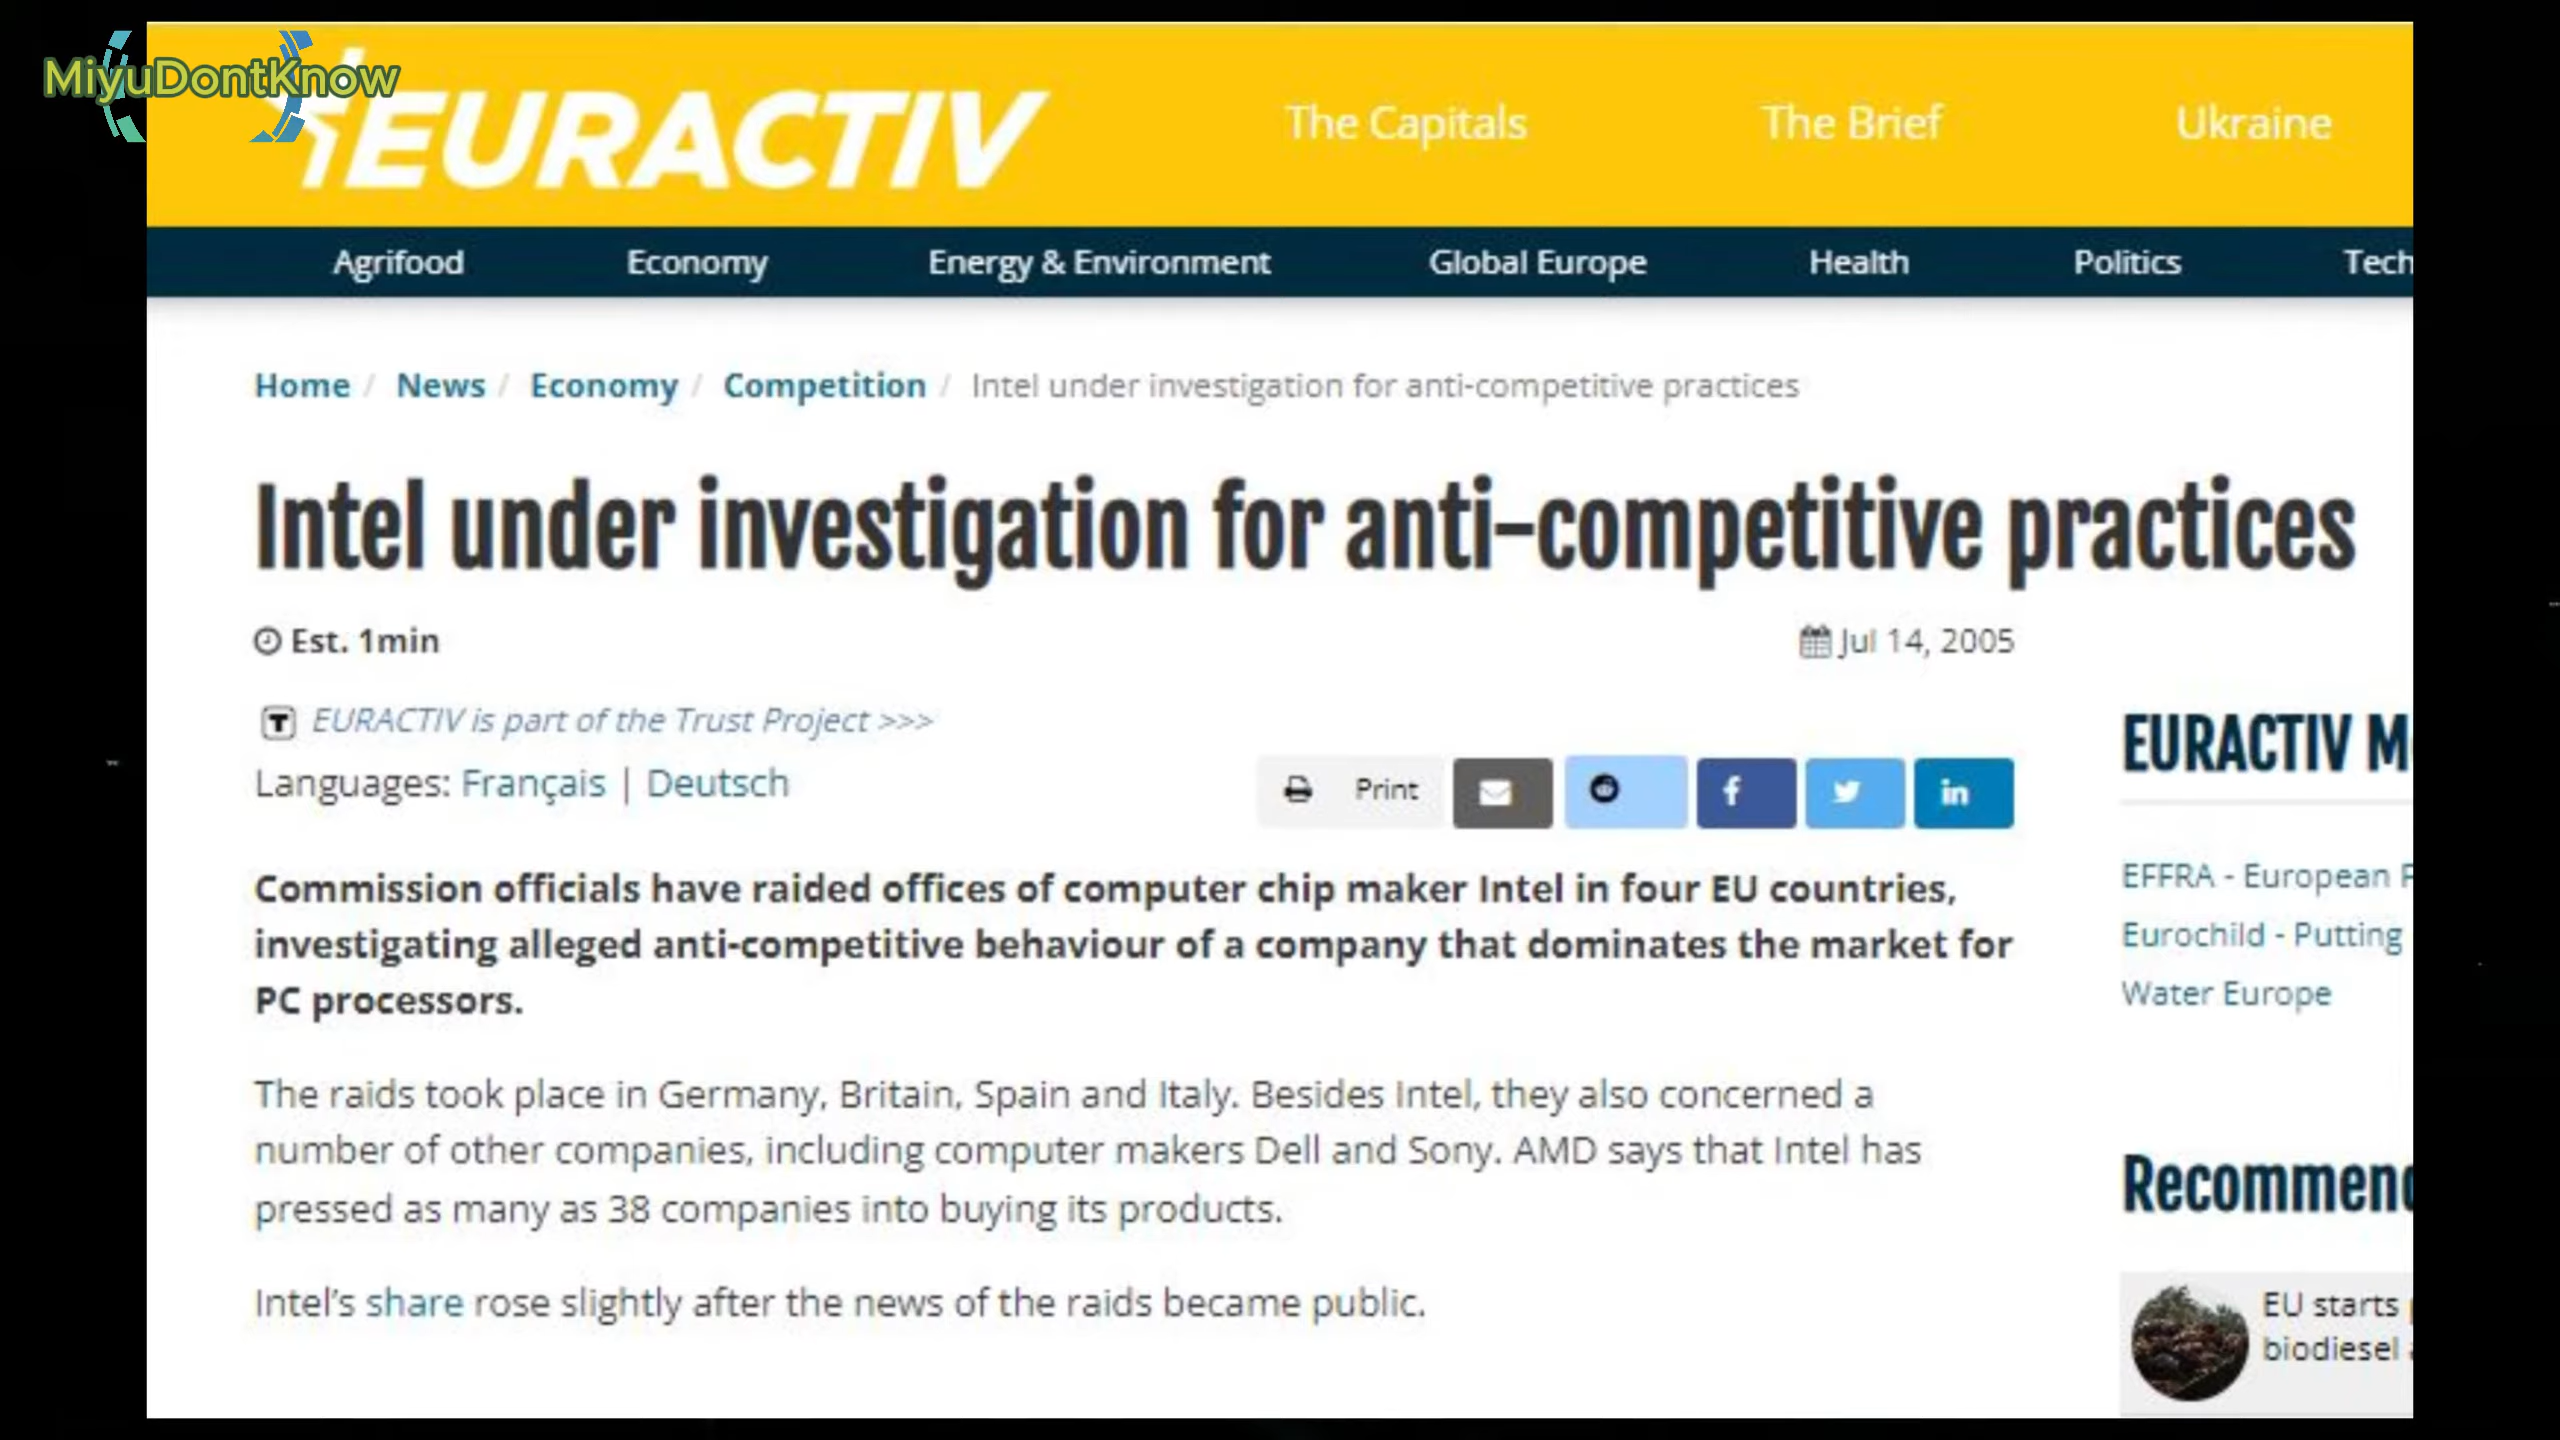 MiyuDontKnow
EURACTIV
The Capitals
The Brief
Ukraine
Agrifood
Economy
Energy & Environment
Global Europe
Health
Politics
Tech
Home / News / Economy / Competition / Intel under investigation for anti-competitive practices
Intel under investigation for anti-competitive practices
Est. 1min
Jul 14, 2005
T EURACTIV is part of the Trust Project >>>
Languages: Français | Deutsch
Print
Commission officials have raided offices of computer chip maker Intel in four EU countries,
investigating alleged anti-competitive behaviour of a company that dominates the market for
PC processors.
The raids took place in Germany, Britain, Spain and Italy. Besides Intel, they also concerned a
number of other companies, including computer makers Dell and Sony. AMD says that Intel has
pressed as many as 38 companies into buying its products.
Intel's share rose slightly after the news of the raids became public.
EURACTIV
EFFRA - European
Eurochild - Putting
Water Europe
Recommend
EU starts
biodiesel